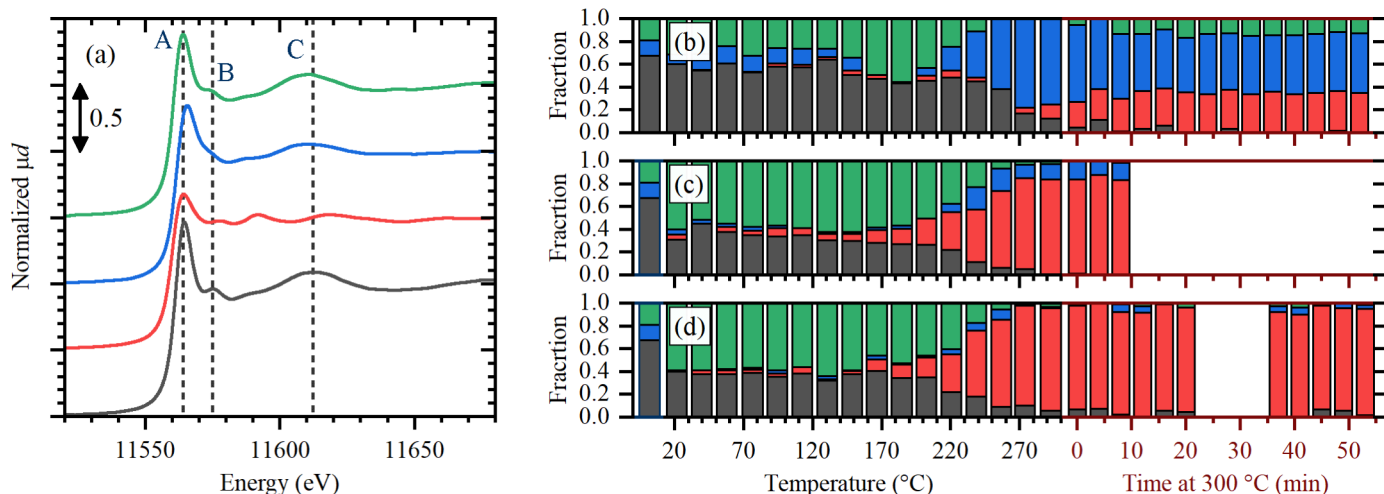 (a)
A
B
C
0.5
Normalized μd
11550
11600
11650
Energy (eV)
(b)
Fraction
1.0
0.8
0.6
0.4
0.2
0.0
(c)
Fraction
1.0
0.8
0.6
0.4
0.2
0.0
(d)
Fraction
1.0
0.8
0.6
0.4
0.2
0.0
20 70 120 170 220 270 0 10 20 30 40 50
Temperature (°C) Time at 300 °C (min)